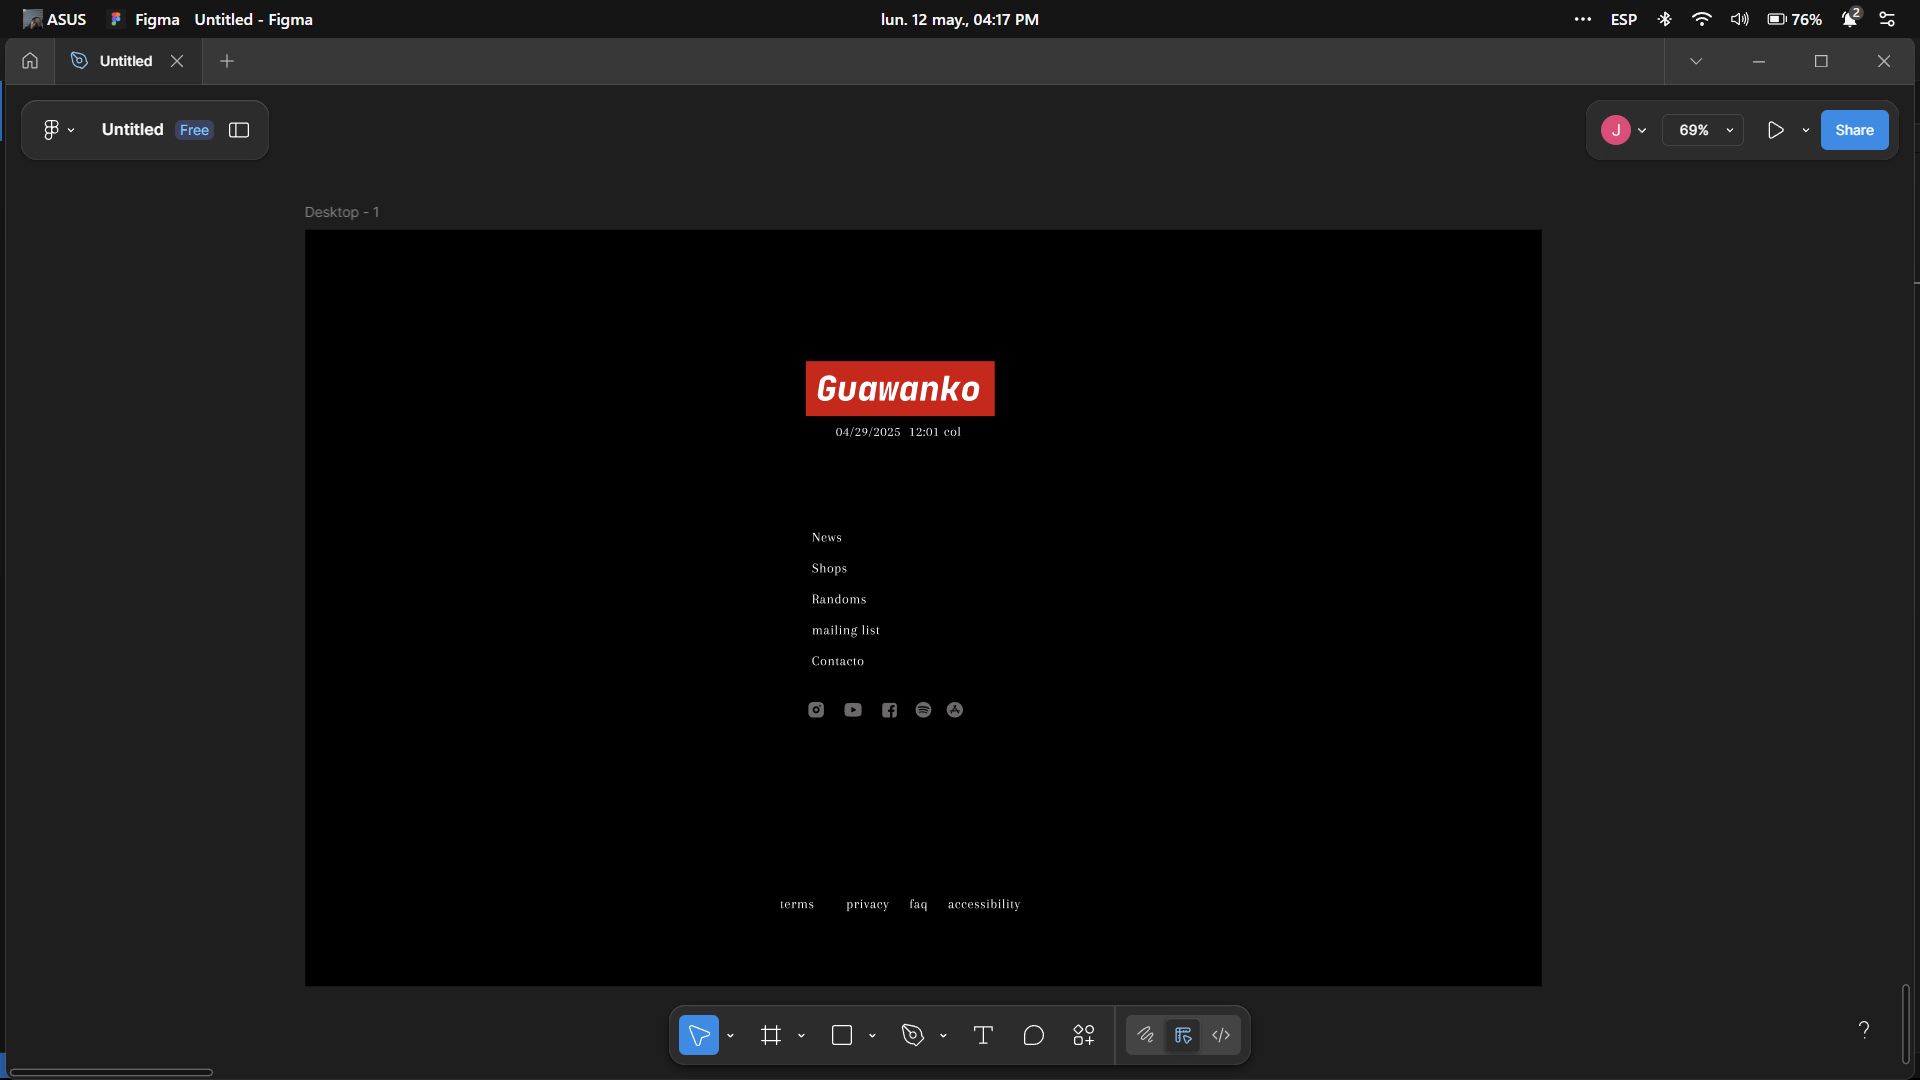 ASUS Figma Untitled - Figma lun. 12 may., 04:17 PM ESP 76% 2
Untitled
Untitled Free J 69% Share
Desktop - 1
Guawanko
04/29/2025 12:01 col
News
Shops
Randoms
mailing list
Contacto
terms privacy faq accessibility